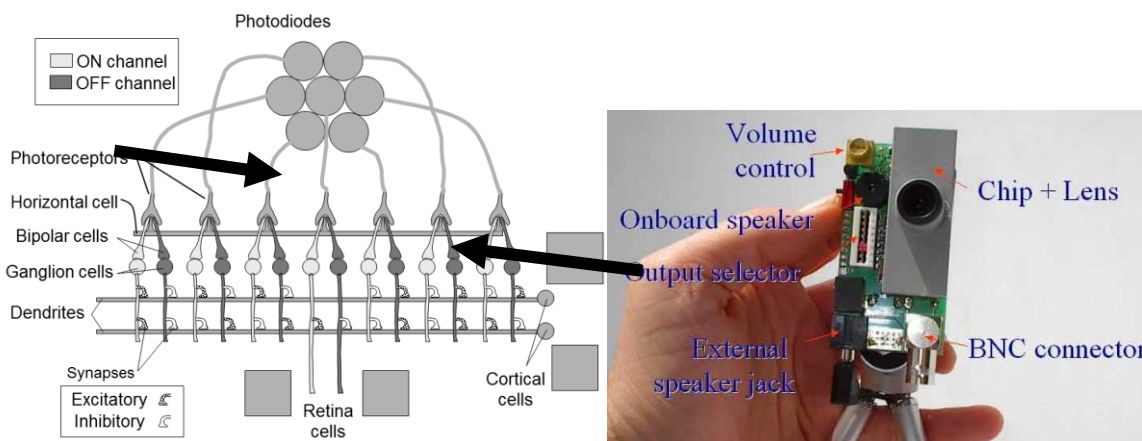 Photodiodes
ON channel
OFF channel
Photoreceptors
Horizontal cell
Bipolar cells
Ganglion cells
Dendrites
Synapses
Excitatory
Inhibitory
Retina
cells
Cortical
cells
Volume
control
Chip + Lens
Onboard speaker
Output selector
External
speaker jack
BNC connector